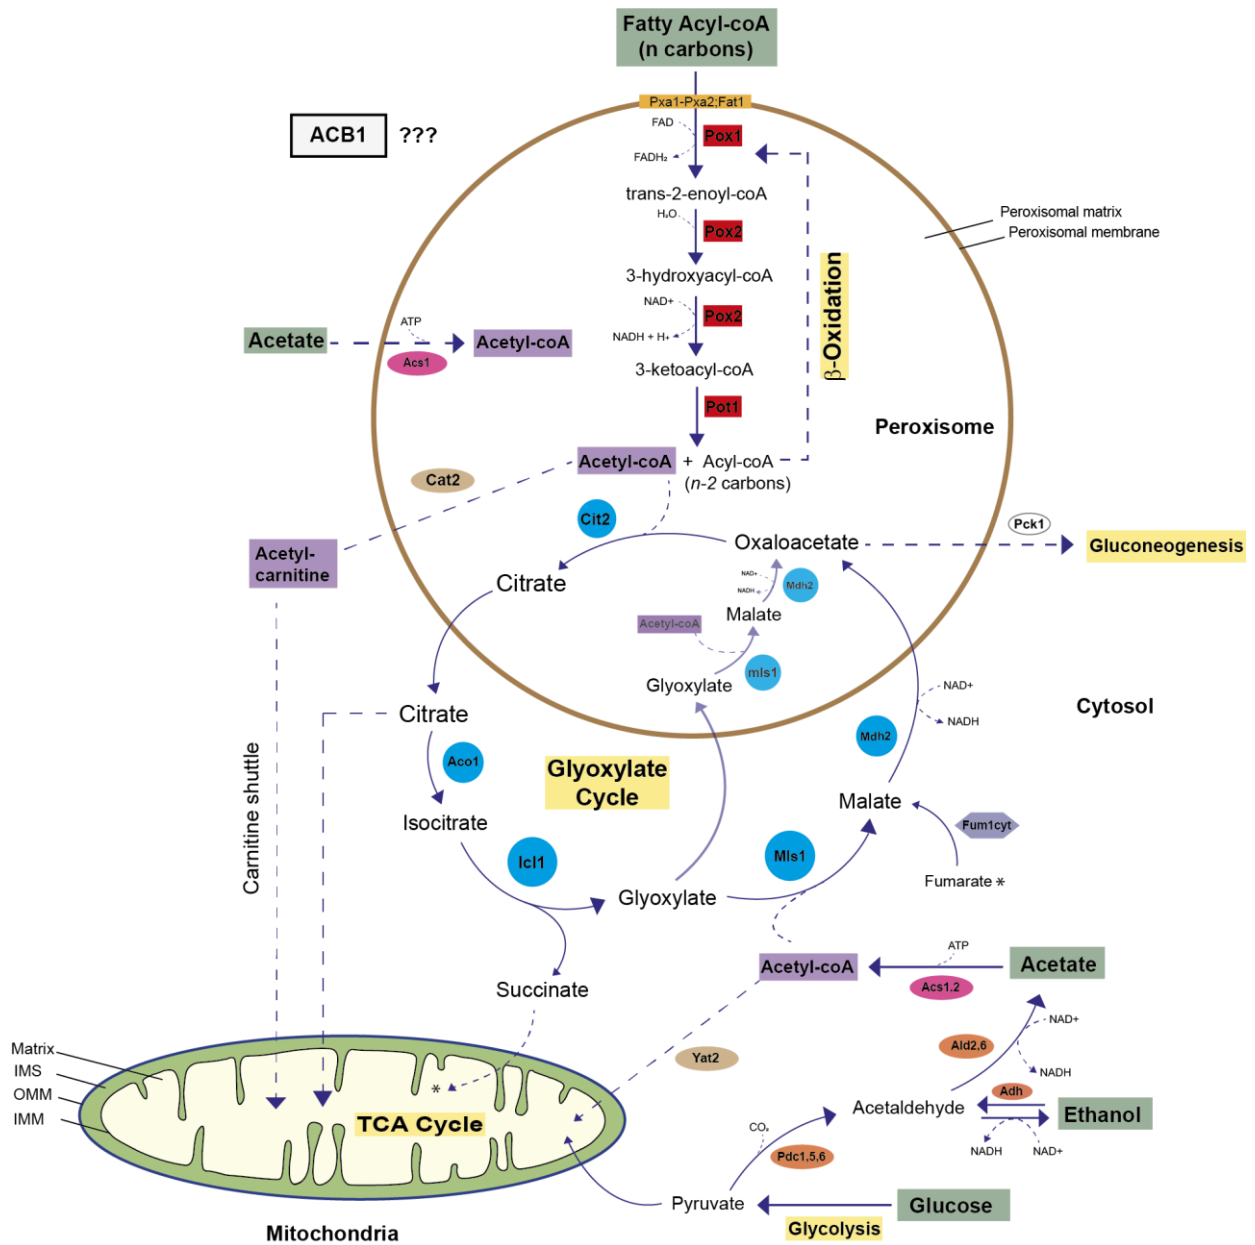 Fatty Acyl-coA
(n carbons)
Pxa1-Pxa2;Fat1
ACB1 ???
FAD
Pox1
FADH₂
trans-2-enoyl-coA
H₂O
Pox2
3-hydroxyacyl-coA
NAD+
Pox2
NADH + H+
3-ketoacyl-coA
Pot1
Acetyl-coA + Acyl-coA
(n-2 carbons)
β-Oxidation
Peroxisomal matrix
Peroxisomal membrane
Acetate
ATP
Acs1
Acetyl-coA
Peroxisome
Cat2
Cit2
Acetyl-
carnitine
Oxaloacetate
Pck1
Gluconeogenesis
Citrate
NAD+
NADH
Mdh2
Malate
Acetyl-coA
mls1
Glyoxylate
Citrate
Aco1
Isocitrate
Glyoxylate
Cycle
Cytosol
NAD+
NADH
Mdh2
Malate
Fum1cyt
Fumarate *
Icl1
Glyoxylate
Mls1
Carnitine shuttle
Succinate
Acetyl-coA
ATP
Acs1.2
Acetate
Yat2
Ald2,6
NAD+
NADH
Acetaldehyde
Adh
Ethanol
NADH
NAD+
CO₂
Pdc1,5,6
Pyruvate
Glycolysis
Glucose
Matrix
IMS
OMM
IMM
*
TCA Cycle
Mitochondria